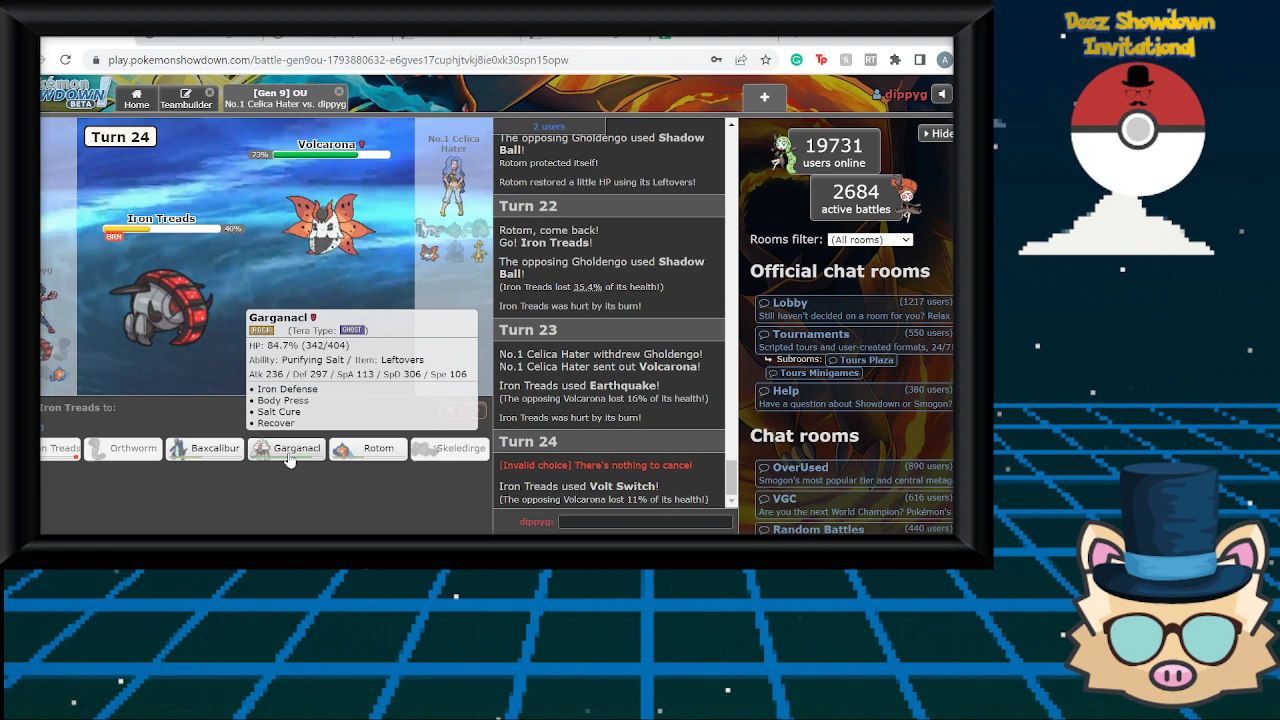 Deez Showdown
Invitational
[Gen 9] OU
No.1 Celica Hater vs. dippyg
Home
Teambuilder
BETA
+
dippyg
Turn 24
Volcarona
73%
No.1 Celica
Hater
Iron Treads
BRN
40%
Garganacl
ROCK (Tera Type: GHOST)
HP: 84.7% (342/404)
Ability: Purifying Salt / Item: Leftovers
Atk 236 / Def 297 / SpA 113 / SpD 306 / Spe 106
• Iron Defense
• Body Press
• Salt Cure
• Recover
Iron Treads to:
n Treads
Orthworm
Baxcalibur
Garganacl
Rotom
Skeledirge
2 users
The opposing Gholdengo used Shadow
Ball!
Rotom protected itself!
Rotom restored a little HP using its Leftovers!
Turn 22
Rotom, come back!
Go! Iron Treads!
The opposing Gholdengo used Shadow
Ball!
(Iron Treads lost 35.4% of its health!)
Iron Treads was hurt by its burn!
Turn 23
No.1 Celica Hater withdrew Gholdengo!
No.1 Celica Hater sent out Volcarona!
Iron Treads used Earthquake!
(The opposing Volcarona lost 16% of its health!)
Iron Treads was hurt by its burn!
Turn 24
[Invalid choice] There's nothing to cancel
Iron Treads used Volt Switch!
(The opposing Volcarona lost 11% of its health!)
dippyg:
19731
users online
2684
active battles
Hide
Rooms filter: (All rooms)
Official chat rooms
Lobby (1217 users)
Still haven't decided on a room for you? Relax
Tournaments (550 users)
Scripted tours and user-created formats, 24/7
Subrooms: Tours Plaza
Tours Minigames
Help (380 users)
Have a question about Showdown or Smogon?
Chat rooms
OverUsed (890 users)
Smogon's most popular tier and central metag
VGC (616 users)
Are you the next World Champion? Pokémon's
Random Battles (440 users)